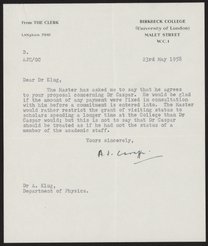 From THE CLERK
BIRKBECK COLLEGE
(University of London)
MALET STREET
W.C. 1
D.
23rd May 1958
Dear Dr Klug,
The Master has asked me to say that he agrees
to your proposal concerning Dr Caspar. He would be glad
if the amount of any payment were fixed in consultation
with him before a commitment is entered into. The Master
would rather restrict the grant of visiting status to
scholars spending a longer time at the College than Dr
Caspar would; but this is not to say that Dr Caspar
should be treated as if he had not the status of a
member of the academic staff.
Yours sincerely,
Dr A. Klug,
Department of Physics.